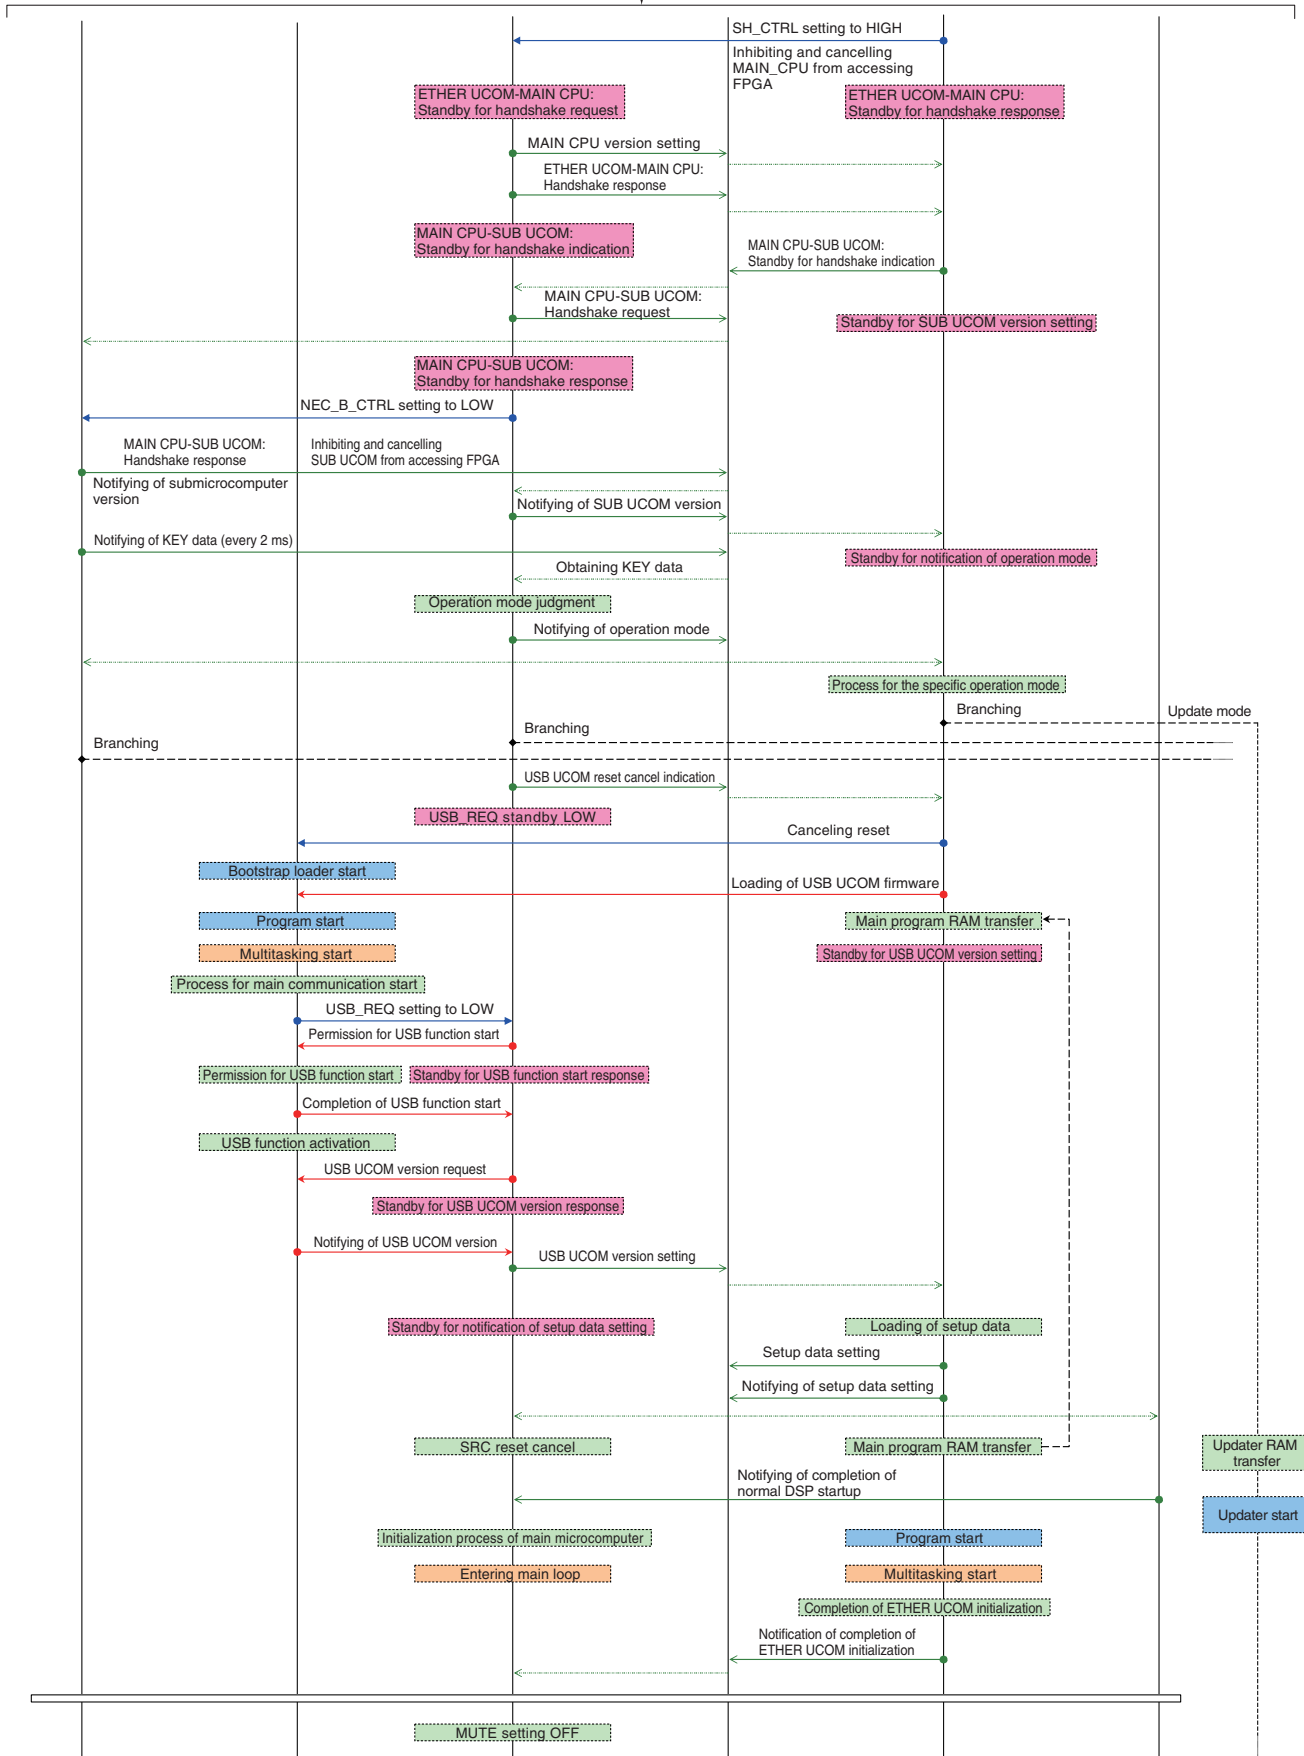 SH_CTRL setting to HIGH
Inhibiting and cancelling
MAIN_CPU from accessing
FPGA
ETHER UCOM-MAIN CPU:
Standby for handshake request
ETHER UCOM-MAIN CPU:
Standby for handshake response
MAIN CPU version setting
ETHER UCOM-MAIN CPU:
Handshake response
MAIN CPU-SUB UCOM:
Standby for handshake indication
MAIN CPU-SUB UCOM:
Standby for handshake indication
MAIN CPU-SUB UCOM:
Handshake request
Standby for SUB UCOM version setting
MAIN CPU-SUB UCOM:
Standby for handshake response
NEC_B_CTRL setting to LOW
MAIN CPU-SUB UCOM:
Handshake response
Inhibiting and cancelling
SUB UCOM from accessing FPGA
Notifying of submicrocomputer
version
Notifying of SUB UCOM version
Notifying of KEY data (every 2 ms)
Standby for notification of operation mode
Obtaining KEY data
Operation mode judgment
Notifying of operation mode
Process for the specific operation mode
Branching
Update mode
Branching
Branching
USB UCOM reset cancel indication
USB_REQ standby LOW
Canceling reset
Bootstrap loader start
Loading of USB UCOM firmware
Program start
Main program RAM transfer
Multitasking start
Standby for USB UCOM version setting
Process for main communication start
USB_REQ setting to LOW
Permission for USB function start
Permission for USB function start
Standby for USB function start response
Completion of USB function start
USB function activation
USB UCOM version request
Standby for USB UCOM version response
Notifying of USB UCOM version
USB UCOM version setting
Standby for notification of setup data setting
Loading of setup data
Setup data setting
Notifying of setup data setting
SRC reset cancel
Main program RAM transfer
Updater RAM
transfer
Notifying of completion of
normal DSP startup
Updater start
Initialization process of main microcomputer
Program start
Entering main loop
Multitasking start
Completion of ETHER UCOM initialization
Notification of completion of
ETHER UCOM initialization
MUTE setting OFF